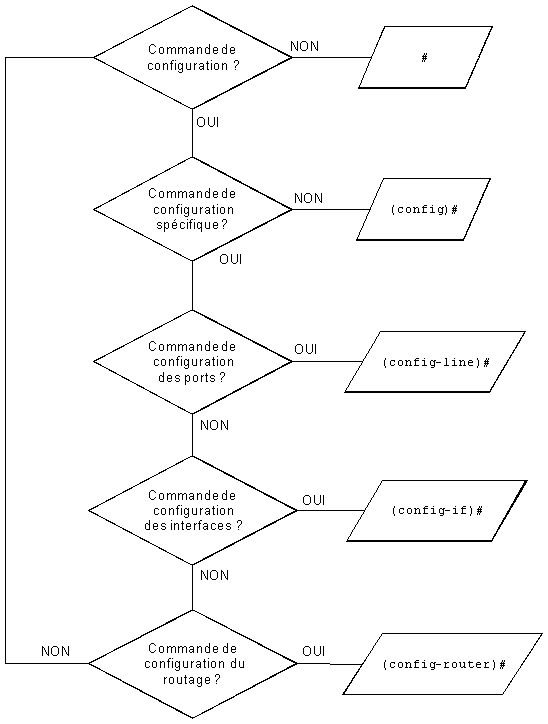 Commande de
configuration ?
NON
#
OUI
Commande de
configuration
spécifique ?
NON
(config)#
OUI
Commande de
configuration
des ports ?
OUI
(config-line)#
NON
Commande de
configuration
des interfaces ?
OUI
(config-if)#
NON
NON
Commande de
configuration du
routage ?
OUI
(config-router)#